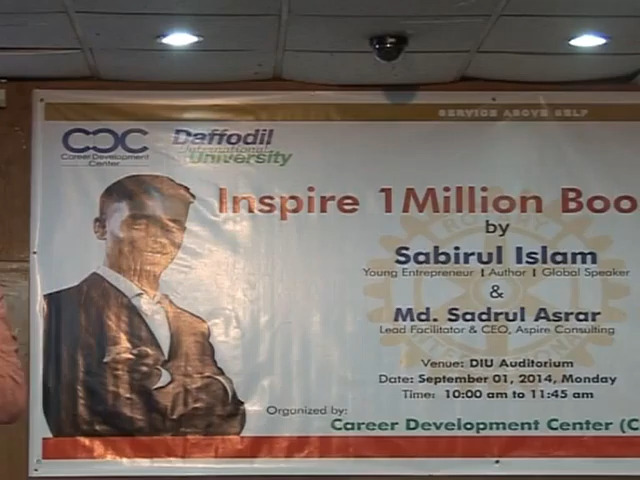 SERVICE ABOVE SELF
CDC
Career Development
Center
Daffodil
International
University
Inspire 1Million Boo
by
Sabirul Islam
Young Entrepreneur | Author | Global Speaker
&
Md. Sadrul Asrar
Lead Facilitator & CEO, Aspire Consulting
Venue: DIU Auditorium
Date: September 01, 2014, Monday
Time: 10:00 am to 11:45 am
Organized by:
Career Development Center (C